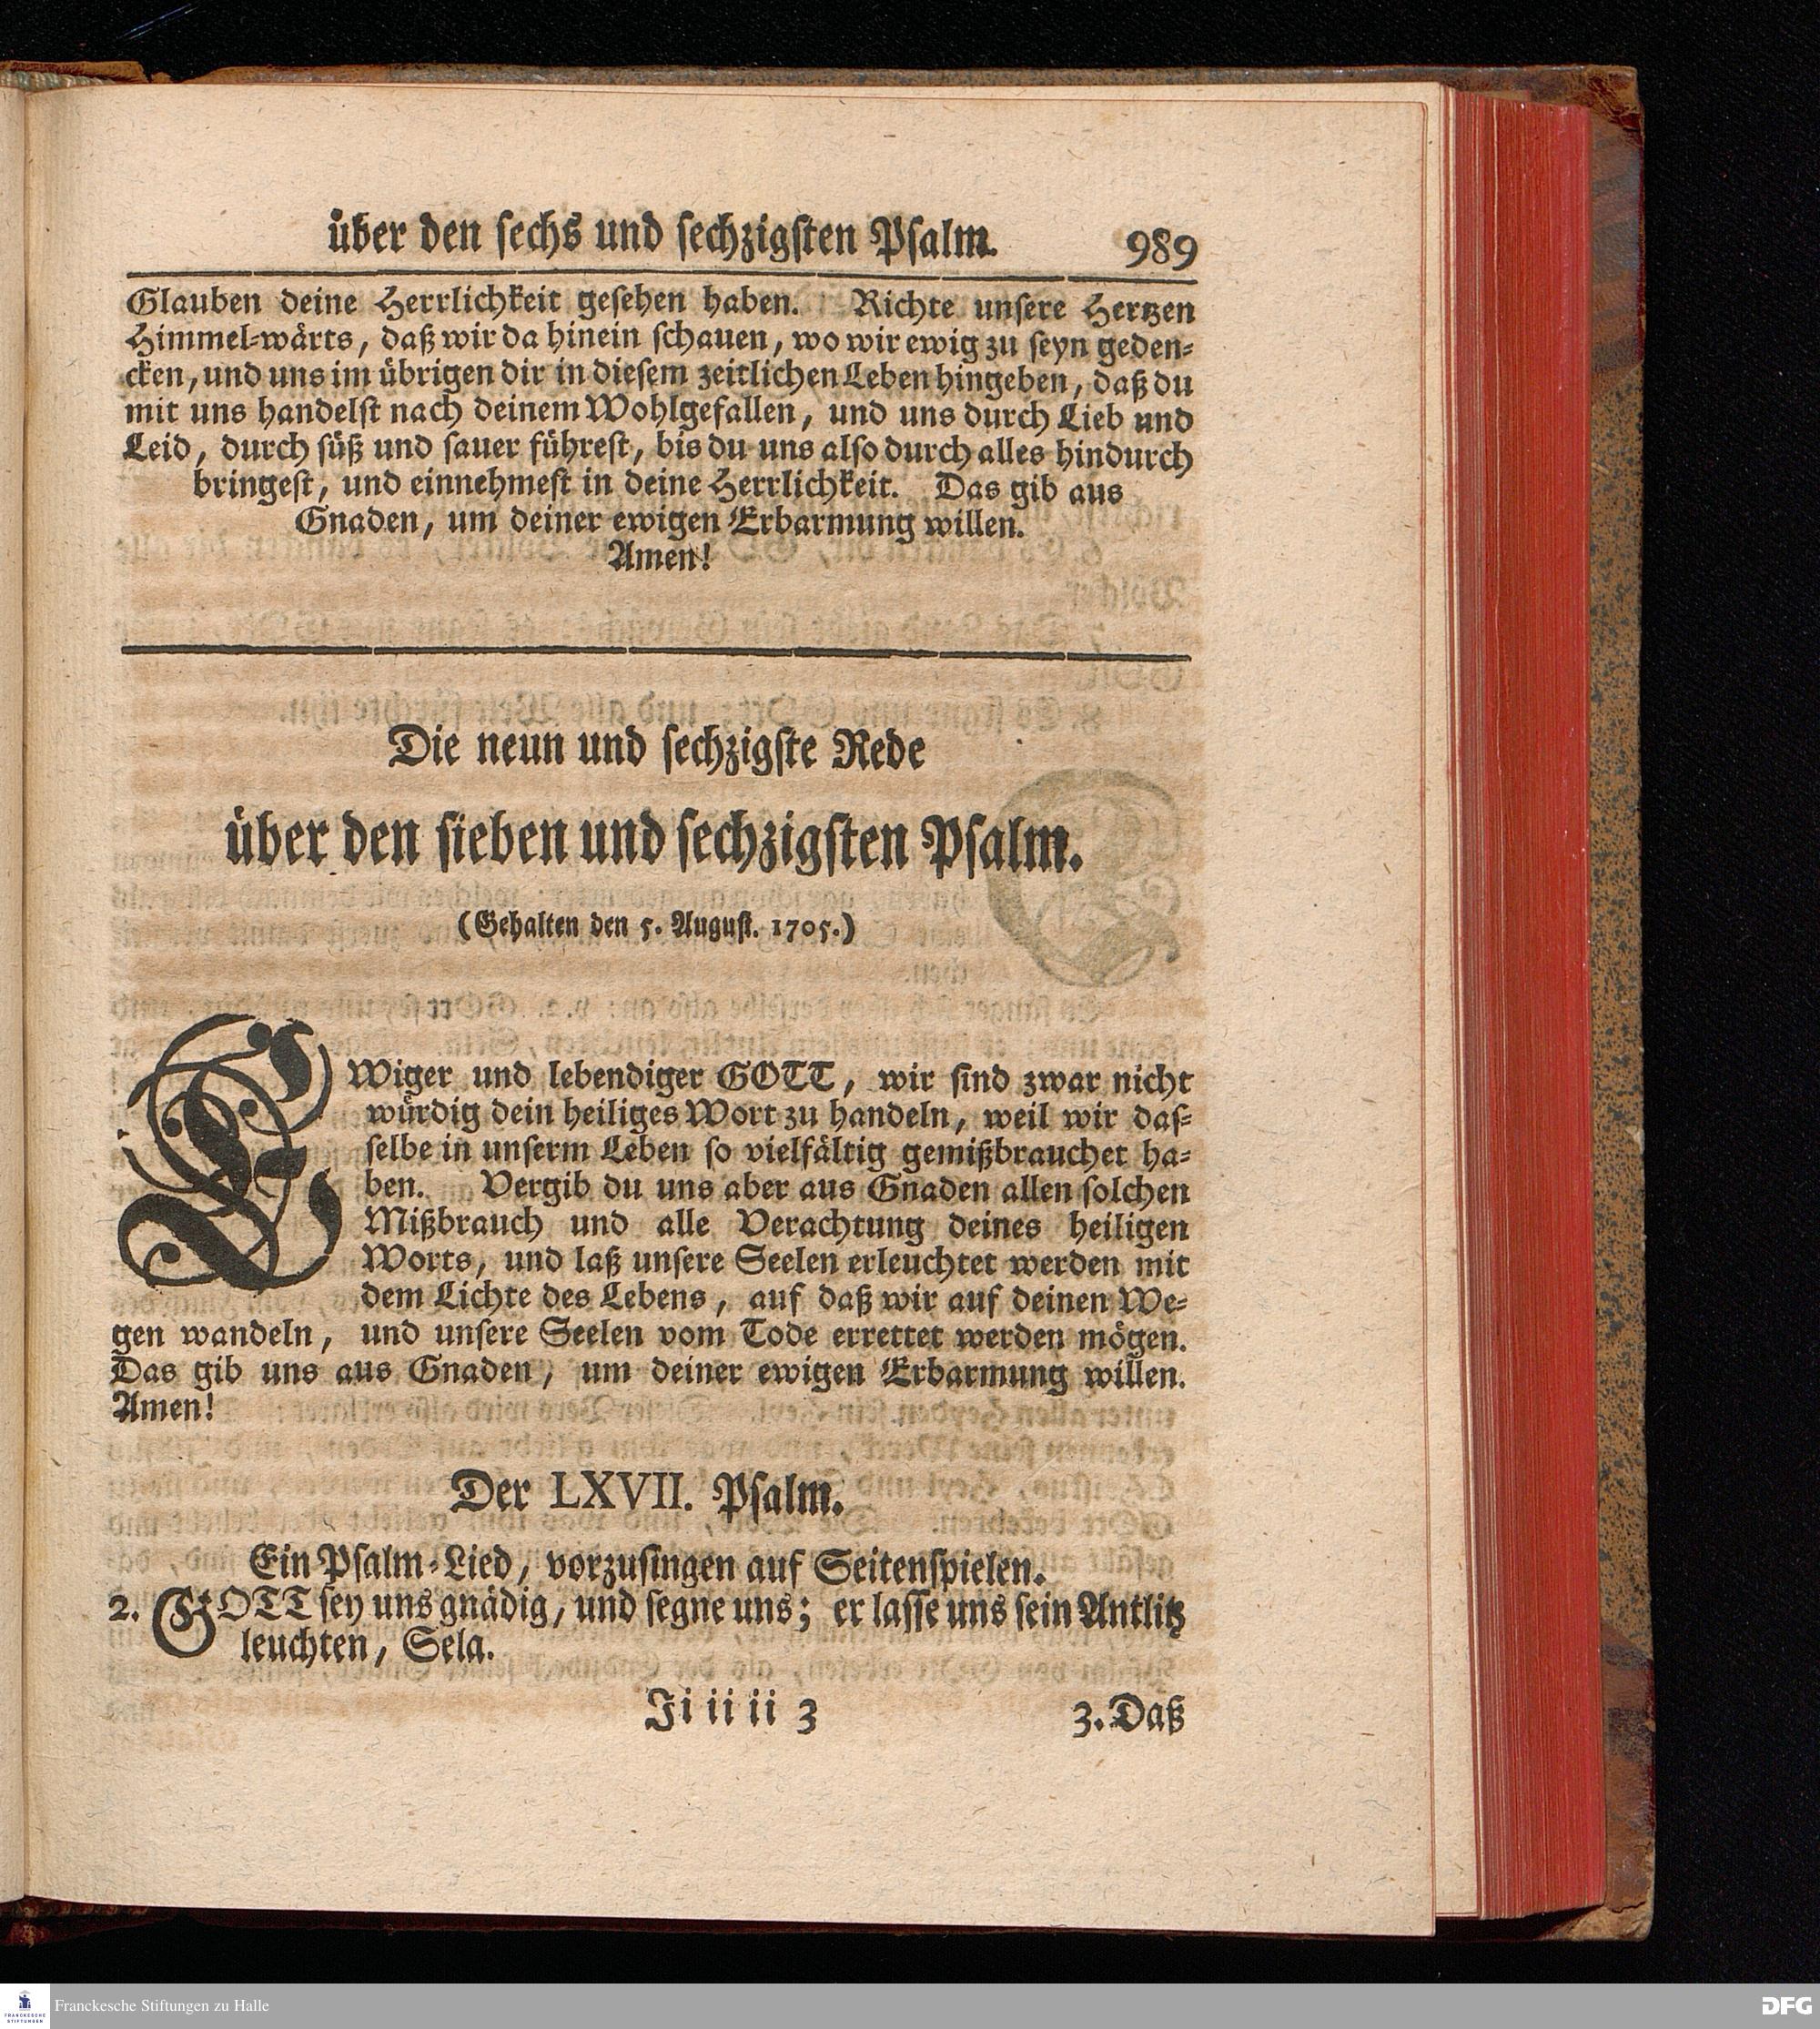 über den sechs und sechzigsten Psalm. 989
Glauben deine Herrlichkeit gesehen haben. Richte unsere Hertzen
Himmel-wärts, daß wir da hinein schauen, wo wir ewig zu seyn geden-
cken, und uns im übrigen dir in diesem zeitlichen Leben hingeben, daß du
mit uns handelst nach deinem Wohlgefallen, und uns durch Lieb und
Leid, durch süß und sauer führest, bis du uns also durch alles hindurch
bringest, und einnehmest in deine Herrlichkeit. Das gib aus
Gnaden, um deiner ewigen Erbarmung willen.
Amen!
Die neun und sechzigste Rede
über den sieben und sechzigsten Psalm.
(Gehalten den 5. August. 1705.)
EWiger und lebendiger GOTT, wir sind zwar nicht
würdig dein heiliges Wort zu handeln, weil wir das-
selbe in unserm Leben so vielfältig gemißbrauchet ha-
ben. Vergib du uns aber aus Gnaden allen solchen
Mißbrauch und alle Verachtung deines heiligen
Worts, und laß unsere Seelen erleuchtet werden mit
dem Lichte des Lebens, auf daß wir auf deinen We-
gen wandeln, und unsere Seelen vom Tode errettet werden mögen.
Das gib uns aus Gnaden, um deiner ewigen Erbarmung willen.
Amen!
Der LXVII. Psalm.
Ein Psalm-Lied, vorzusingen auf Seitenspielen.
2. GOTT sey uns gnädig, und segne uns; er lasse uns sein Antlitz
leuchten, Sela.
Ji ii ii 3 3. Daß
FRANCKESCHE
STIFTUNGEN
Franckesche Stiftungen zu Halle
DFG